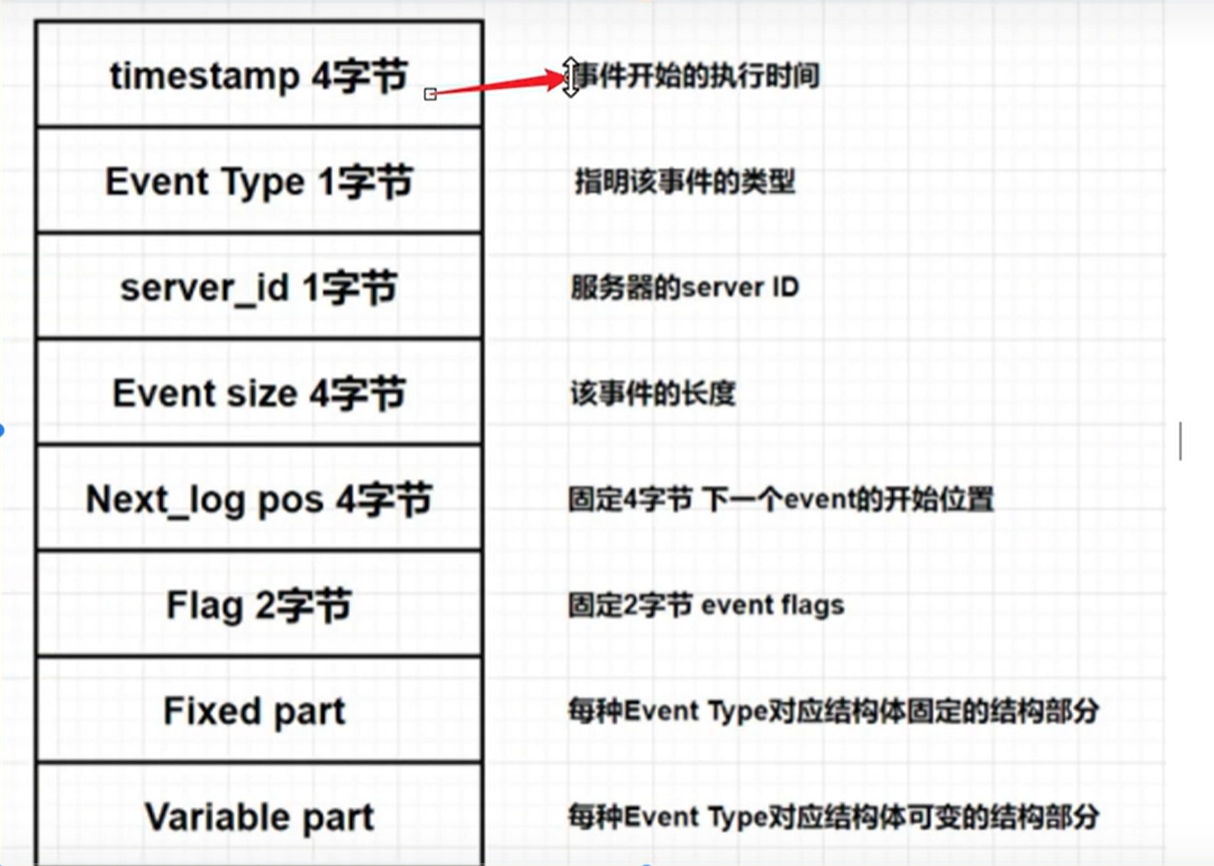 timestamp 4字节
事件开始的执行时间
Event Type 1字节
指明该事件的类型
server_id 1字节
服务器的server ID
Event size 4字节
该事件的长度
Next_log pos 4字节
固定4字节 下一个event的开始位置
Flag 2字节
固定2字节 event flags
Fixed part
每种Event Type对应结构体固定的结构部分
Variable part
每种Event Type对应结构体可变的结构部分